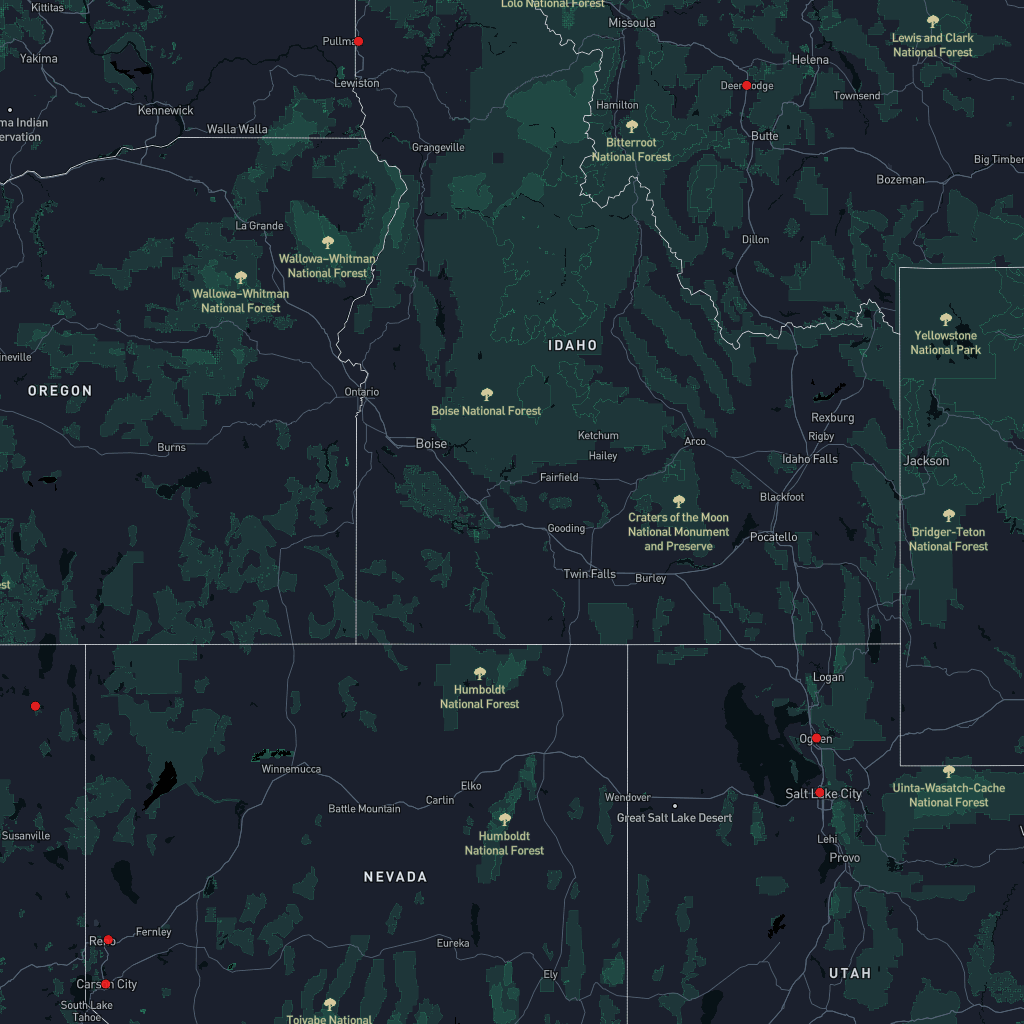 Kittitas
Lolo National Forest
Missoula
Lewis and Clark
National Forest
Pullma
Yakima
Helena
Lewiston
Deer
odge
Townsend
Hamilton
Kennewick
ma Indian
ervation
Walla Walla
Butte
Bitterroot
National Forest
Grangeville
Big Timber
Bozeman
La Grande
Dillon
Wallowa–Whitman
National Forest
Wallowa–Whitman
National Forest
Yellowstone
National Park
IDAHO
ineville
OREGON
Ontario
Boise National Forest
Rexburg
Rigby
Ketchum
Arco
Boise
Burns
Hailey
Idaho Falls
Jackson
Fairfield
Blackfoot
Craters of the Moon
National Monument
and Preserve
Gooding
Bridger-Teton
National Forest
Pocatello
Twin Falls
Burley
est
Logan
Humboldt
National Forest
Og
en
Winnemucca
Elko
Carlin
Battle Mountain
Wendover
Salt Lake City
Uinta-Wasatch-Cache
National Forest
Great Salt Lake Desert
Susanville
Humboldt
National Forest
Lehi
Provo
V
NEVADA
Re
o
Fernley
Eureka
Ely
UTAH
Carson City
South Lake
Tahoe
Toiyabe National